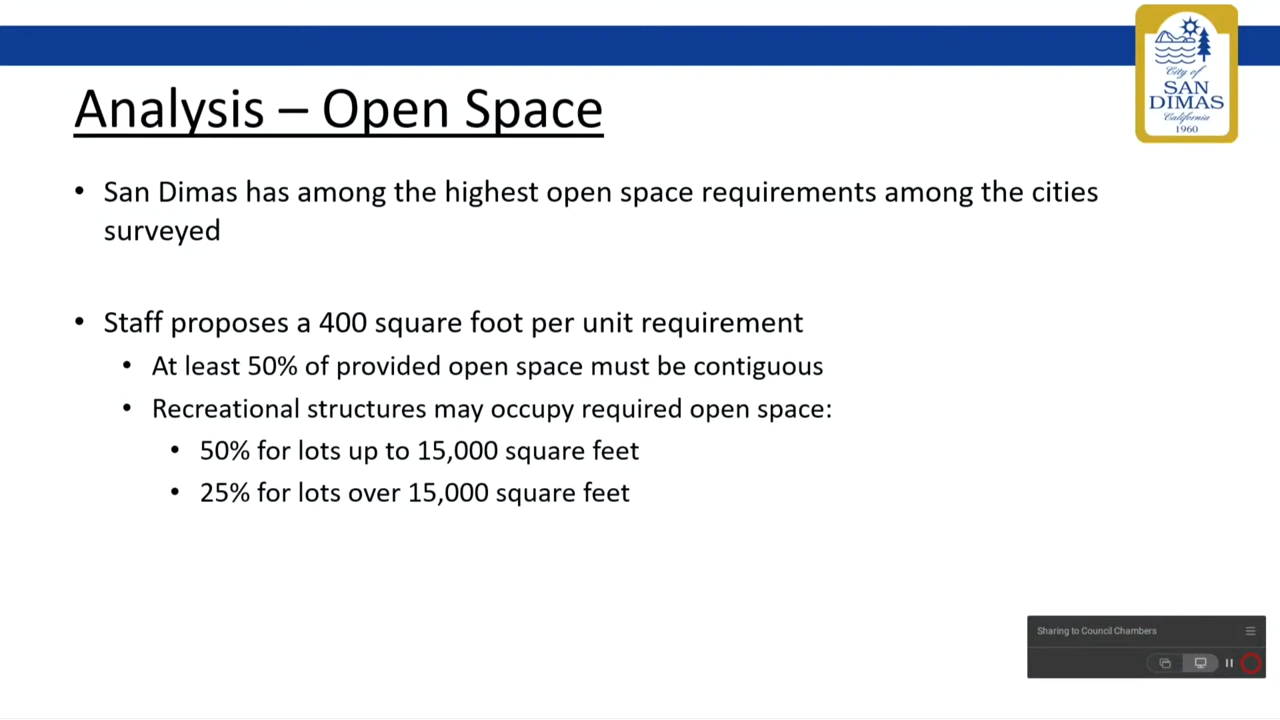 City of
SAN
DIMAS
California
1960
Analysis – Open Space
• San Dimas has among the highest open space requirements among the cities
surveyed
• Staff proposes a 400 square foot per unit requirement
• At least 50% of provided open space must be contiguous
• Recreational structures may occupy required open space:
• 50% for lots up to 15,000 square feet
• 25% for lots over 15,000 square feet
Sharing to Council Chambers